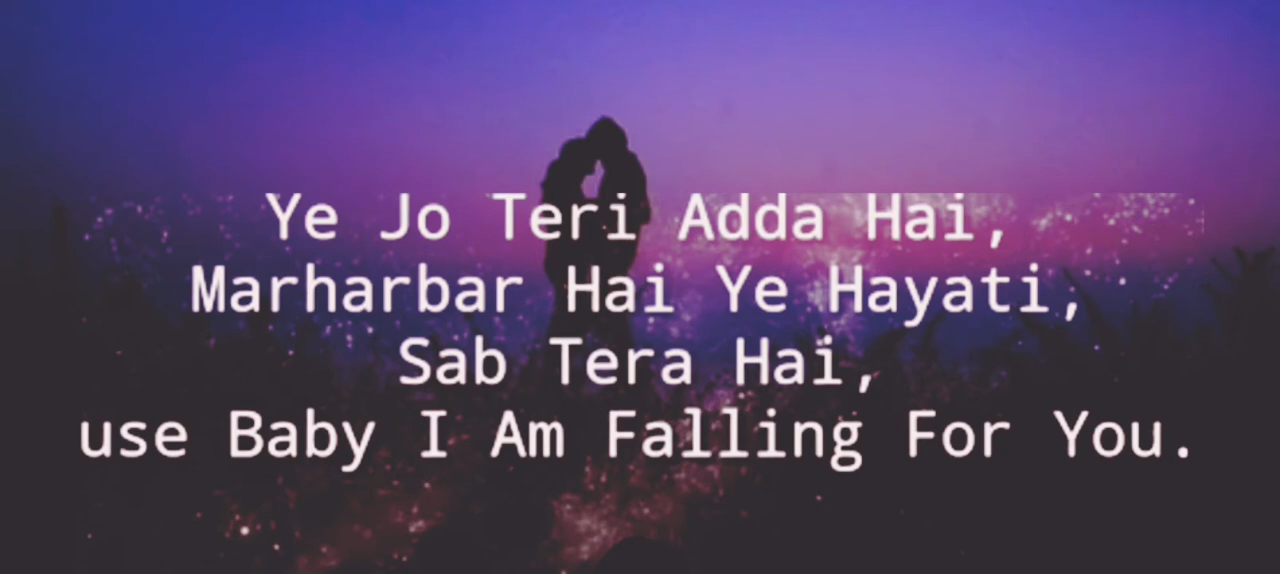 Ye Jo Teri Adda Hai,
Marharbar Hai Ye Hayati,
Sab Tera Hai,
use Baby I Am Falling For You.